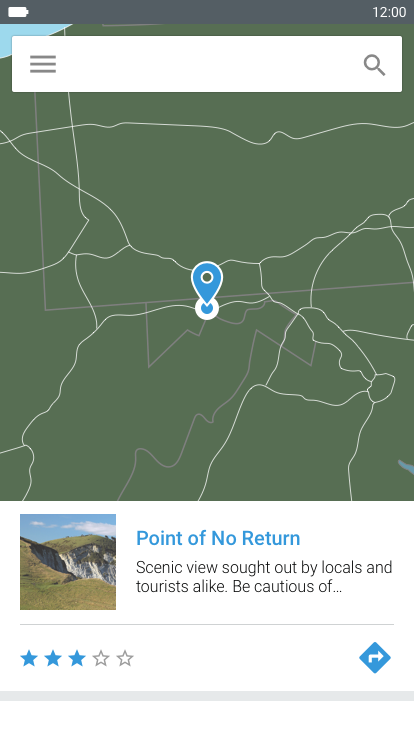 12:00
Point of No Return
Scenic view sought out by locals and
tourists alike. Be cautious of...